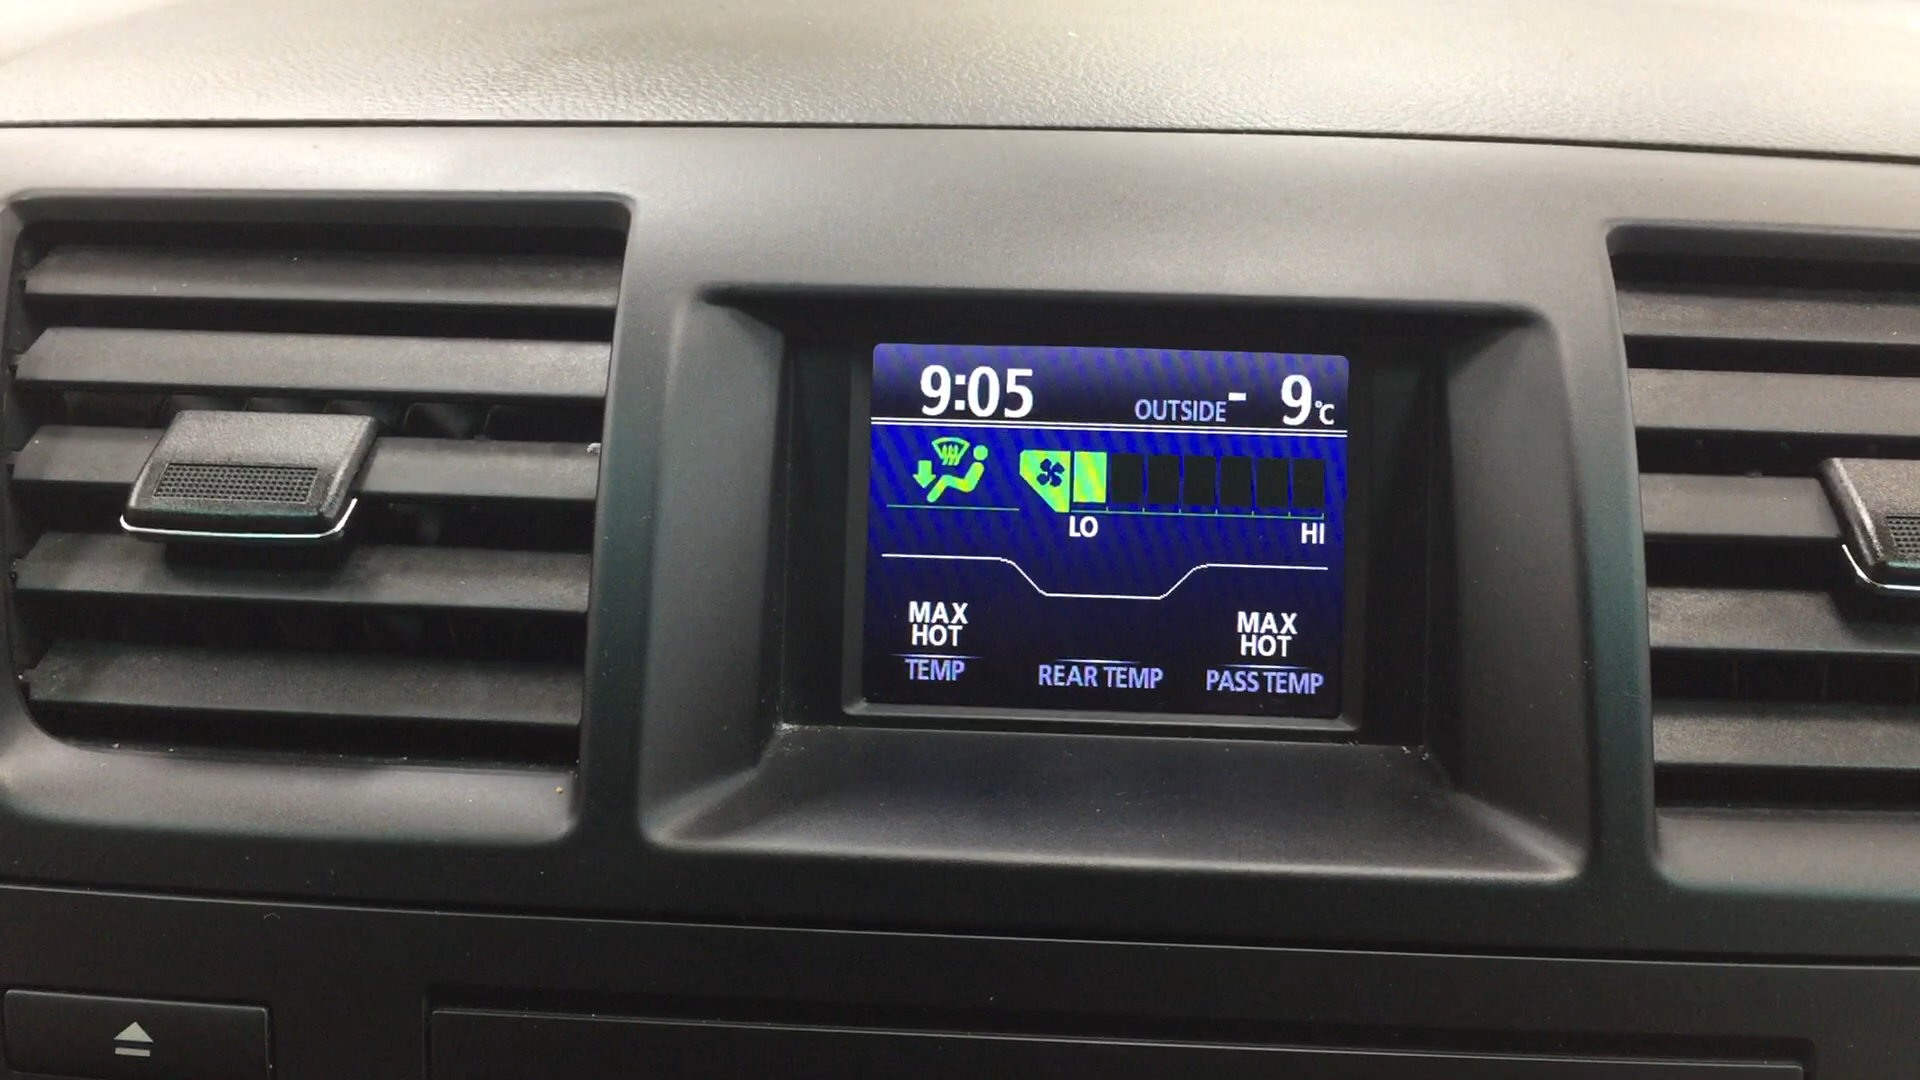 9:05 OUTSIDE - 9°C
LO HI
MAX HOT MAX HOT
TEMP REAR TEMP PASS TEMP